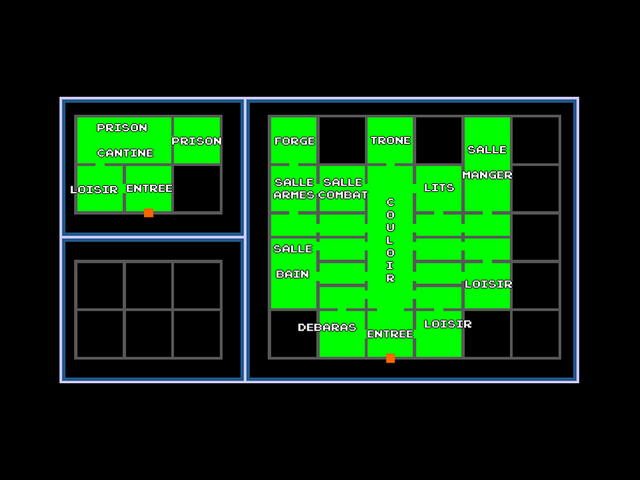 PRISON
CANTINE
PRISON
LOISIR
ENTREE
FORGE
TRONE
SALLE
MANGER
SALLE
ARMES
SALLE
COMBAT
LITS
COULOIR
SALLE
BAIN
LOISIR
DEBARAS
ENTREE
LOISIR